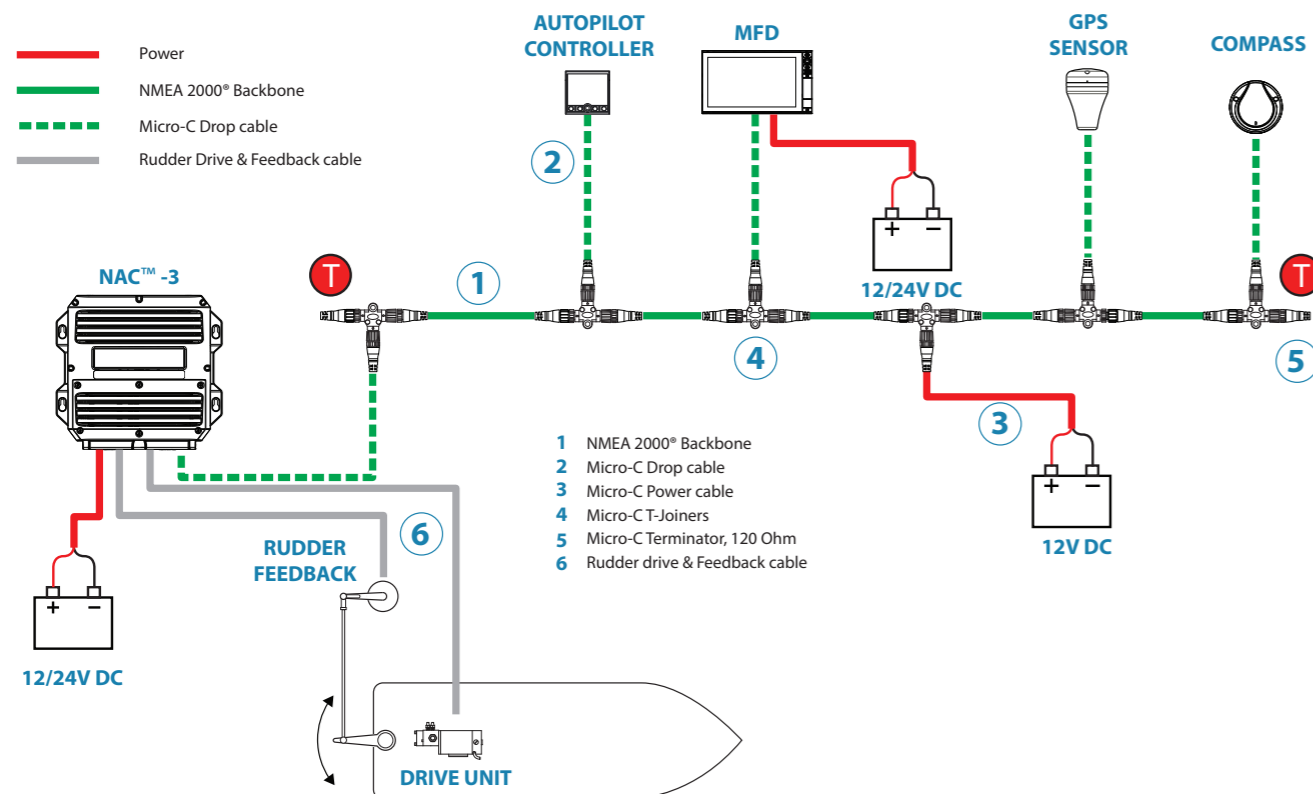 AUTOPILOT
CONTROLLER
MFD
GPS
SENSOR
COMPASS
Power
NMEA 2000® Backbone
Micro-C Drop cable
Rudder Drive & Feedback cable
2
+ −
12/24V DC
NAC™ -3
T
1
T
4
5
3
1 NMEA 2000® Backbone
2 Micro-C Drop cable
3 Micro-C Power cable
4 Micro-C T-Joiners
5 Micro-C Terminator, 120 Ohm
6 Rudder drive & Feedback cable
+ −
12V DC
6
RUDDER
FEEDBACK
+ −
12/24V DC
DRIVE UNIT